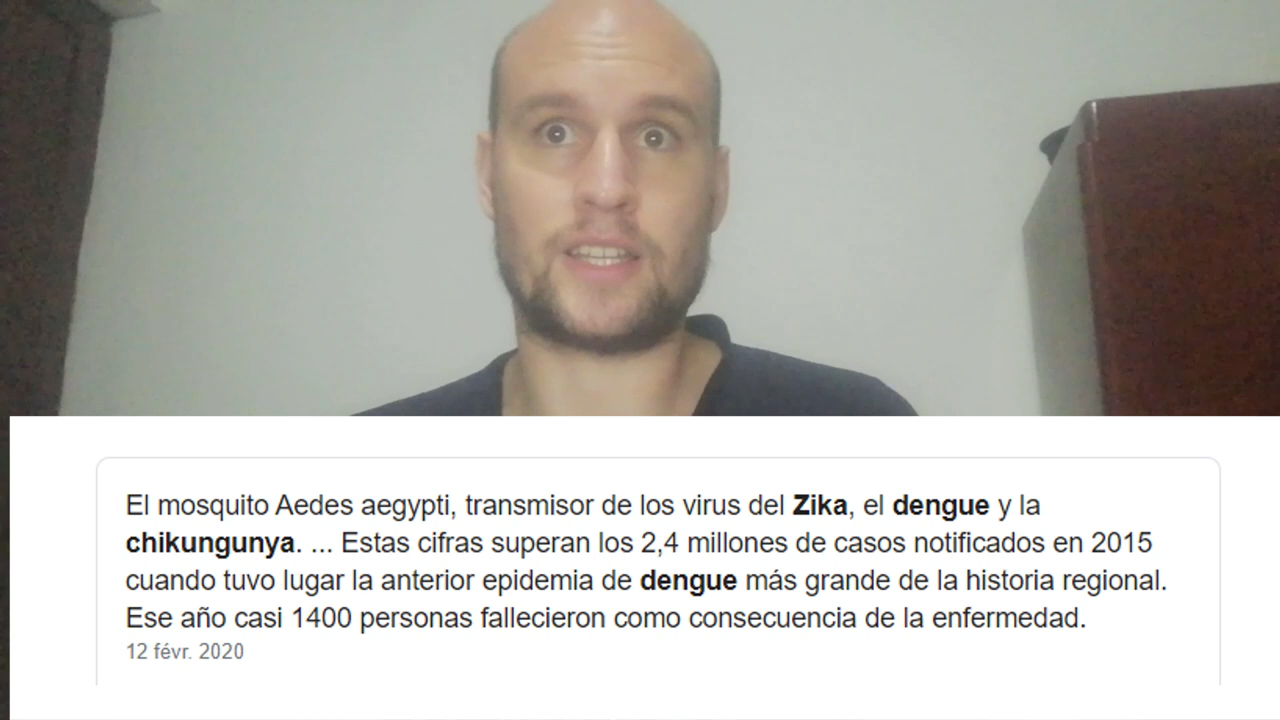 El mosquito Aedes aegypti, transmisor de los virus del Zika, el dengue y la
chikungunya. ... Estas cifras superan los 2,4 millones de casos notificados en 2015
cuando tuvo lugar la anterior epidemia de dengue más grande de la historia regional.
Ese año casi 1400 personas fallecieron como consecuencia de la enfermedad.
12 févr. 2020